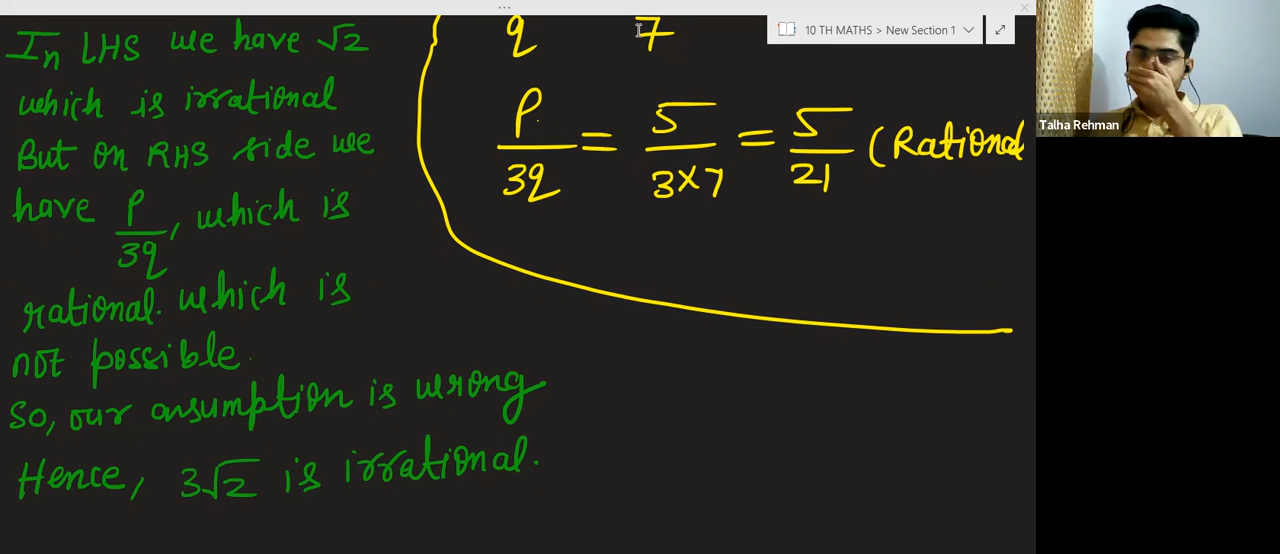 In LHS we have √2
which is irrational
But on RHS side we
have P/3q, which is
rational. which is
not possible.
So, our assumption is wrong
Hence, 3√2 is irrational.
q 7
P/3q = 5/3×7 = 5/21 (Rational
10 TH MATHS > New Section 1
Talha Rehman